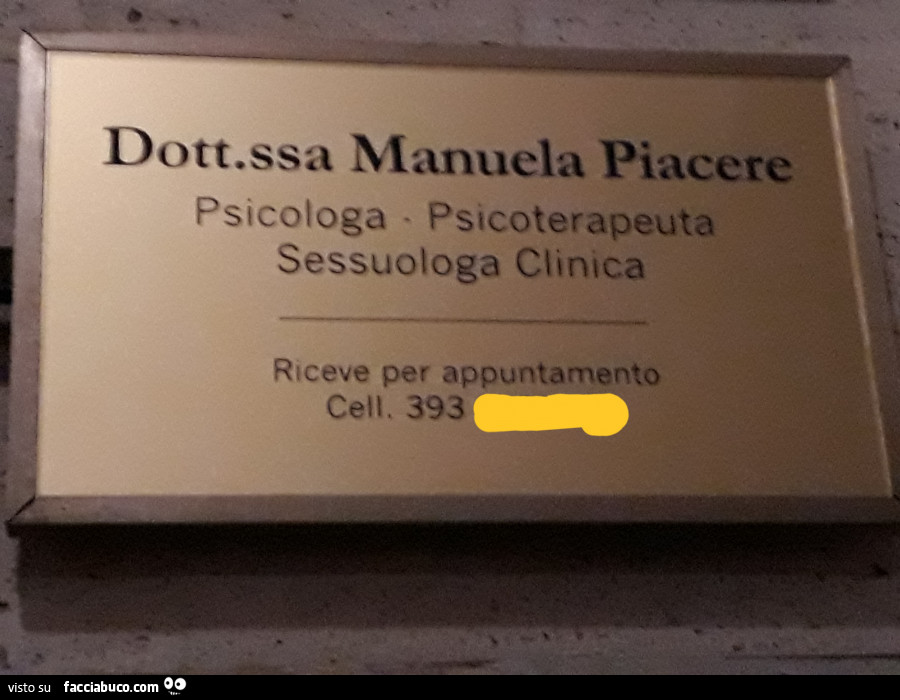 Dott.ssa Manuela Piacere
Psicologa · Psicoterapeuta
Sessuologa Clinica
Riceve per appuntamento
Cell. 393
visto su facciabuco.com